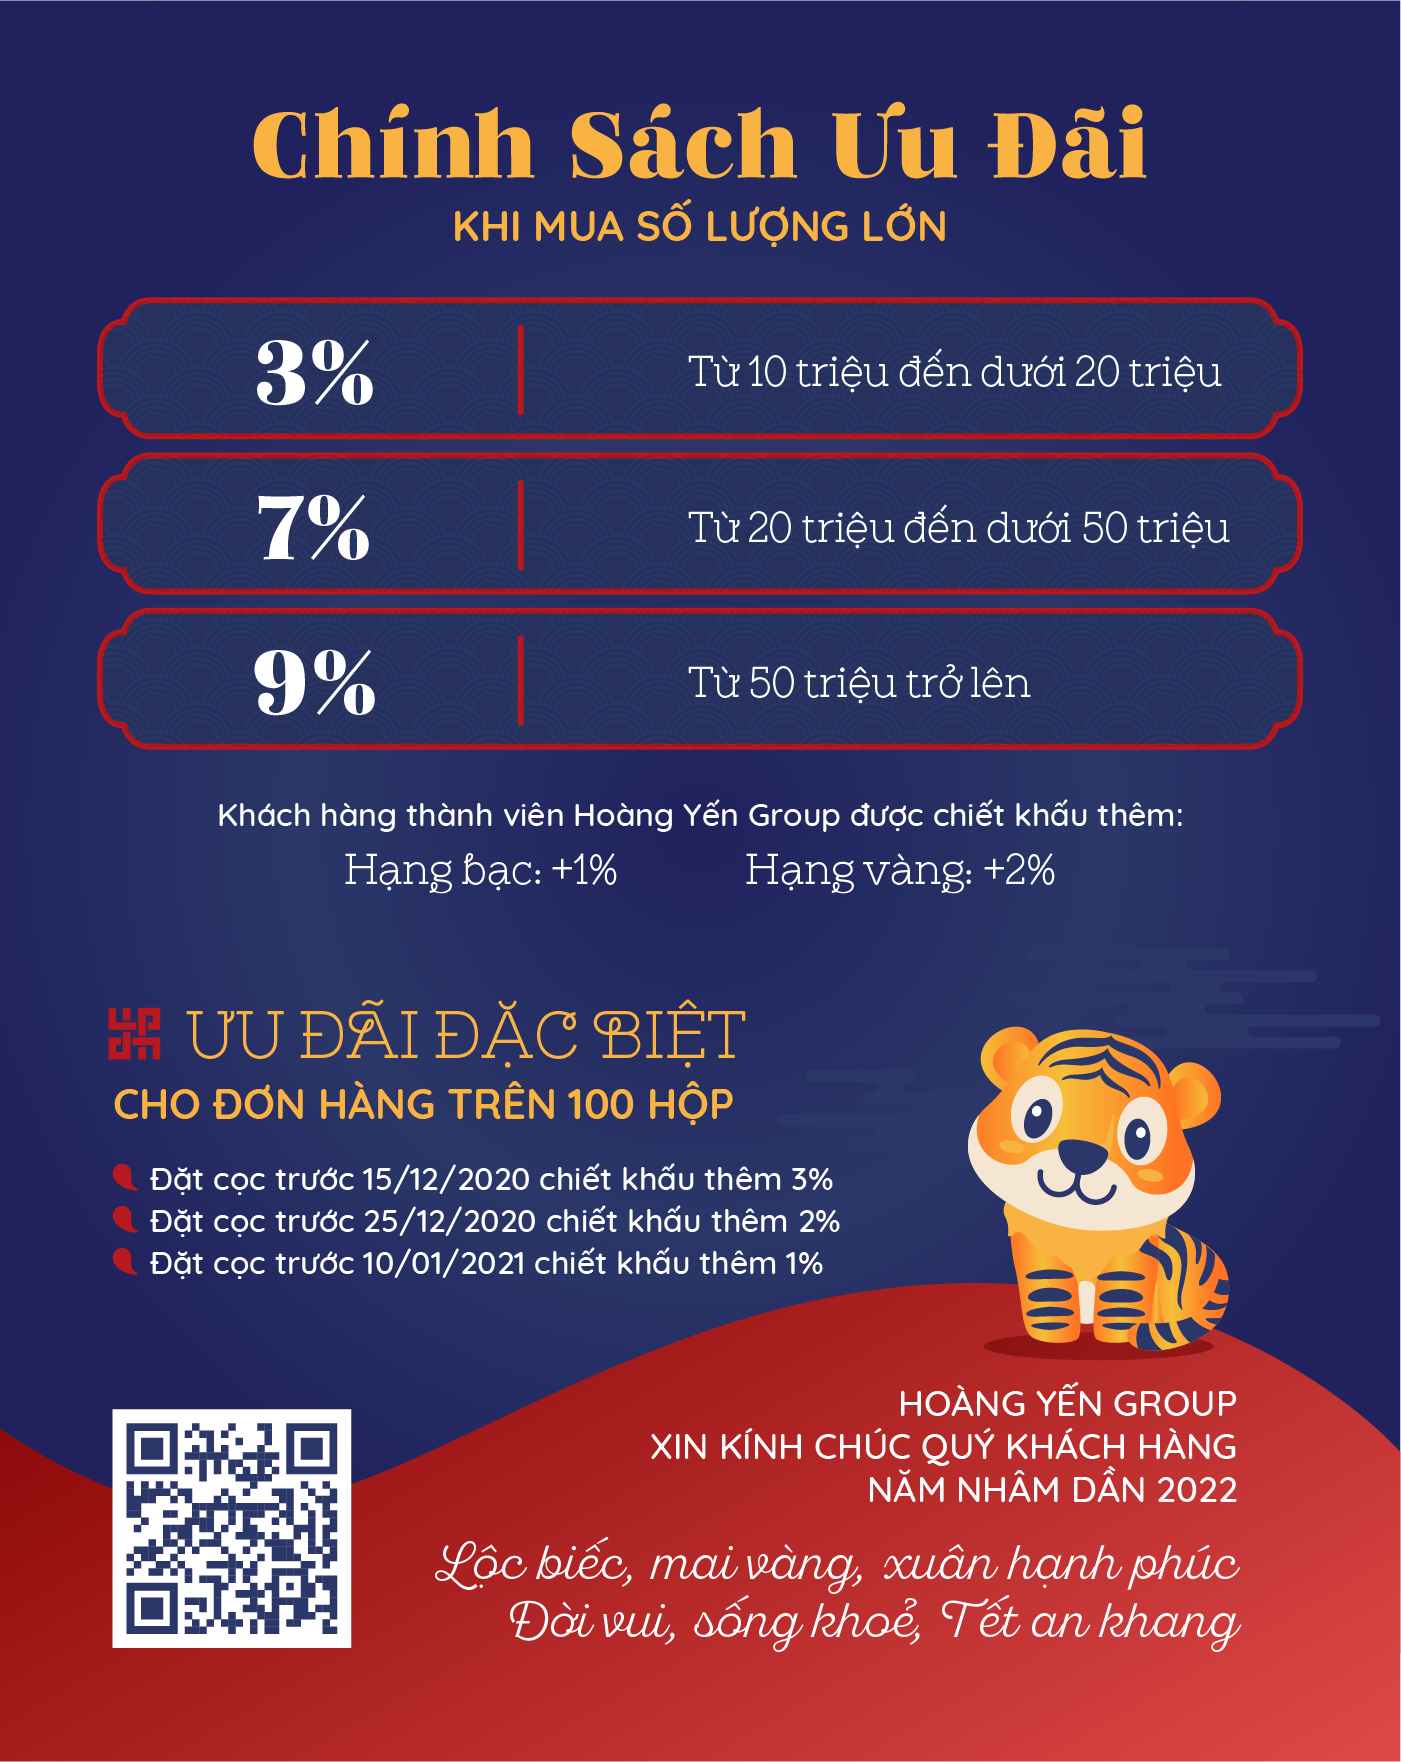 Chính Sách Ưu Đãi
KHI MUA SỐ LƯỢNG LỚN
3% Từ 10 triệu đến dưới 20 triệu
7% Từ 20 triệu đến dưới 50 triệu
9% Từ 50 triệu trở lên
Khách hàng thành viên Hoàng Yến Group được chiết khấu thêm:
Hạng bạc: +1% Hạng vàng: +2%
ƯU ĐÃI ĐẶC BIỆT
CHO ĐƠN HÀNG TRÊN 100 HỘP
Đặt cọc trước 15/12/2020 chiết khấu thêm 3%
Đặt cọc trước 25/12/2020 chiết khấu thêm 2%
Đặt cọc trước 10/01/2021 chiết khấu thêm 1%
HOÀNG YẾN GROUP
XIN KÍNH CHÚC QUÝ KHÁCH HÀNG
NĂM NHÂM DẦN 2022
Lộc biếc, mai vàng, xuân hạnh phúc
Đời vui, sống khoẻ, Tết an khang